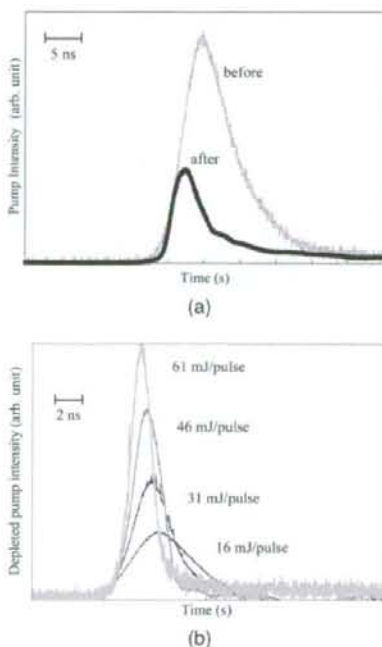 5 ns
before
after
Pump Intensity (arb. unit)
Time (s)
(a)
2 ns
61 mJ/pulse
46 mJ/pulse
31 mJ/pulse
16 mJ/pulse
Depleted pump intensity (arb. unit)
Time (s)
(b)